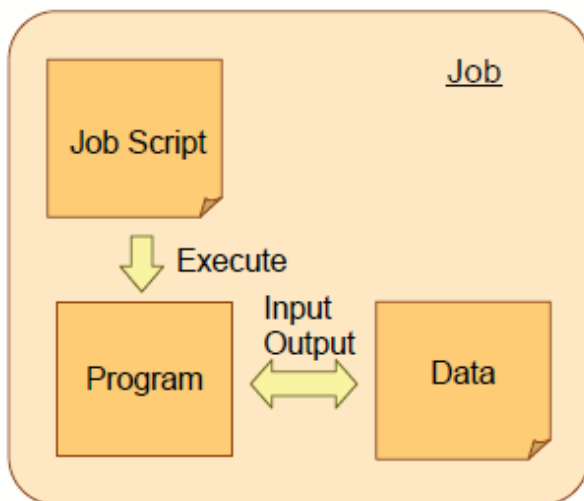 Job
Job Script
Execute
Input
Output
Program
Data